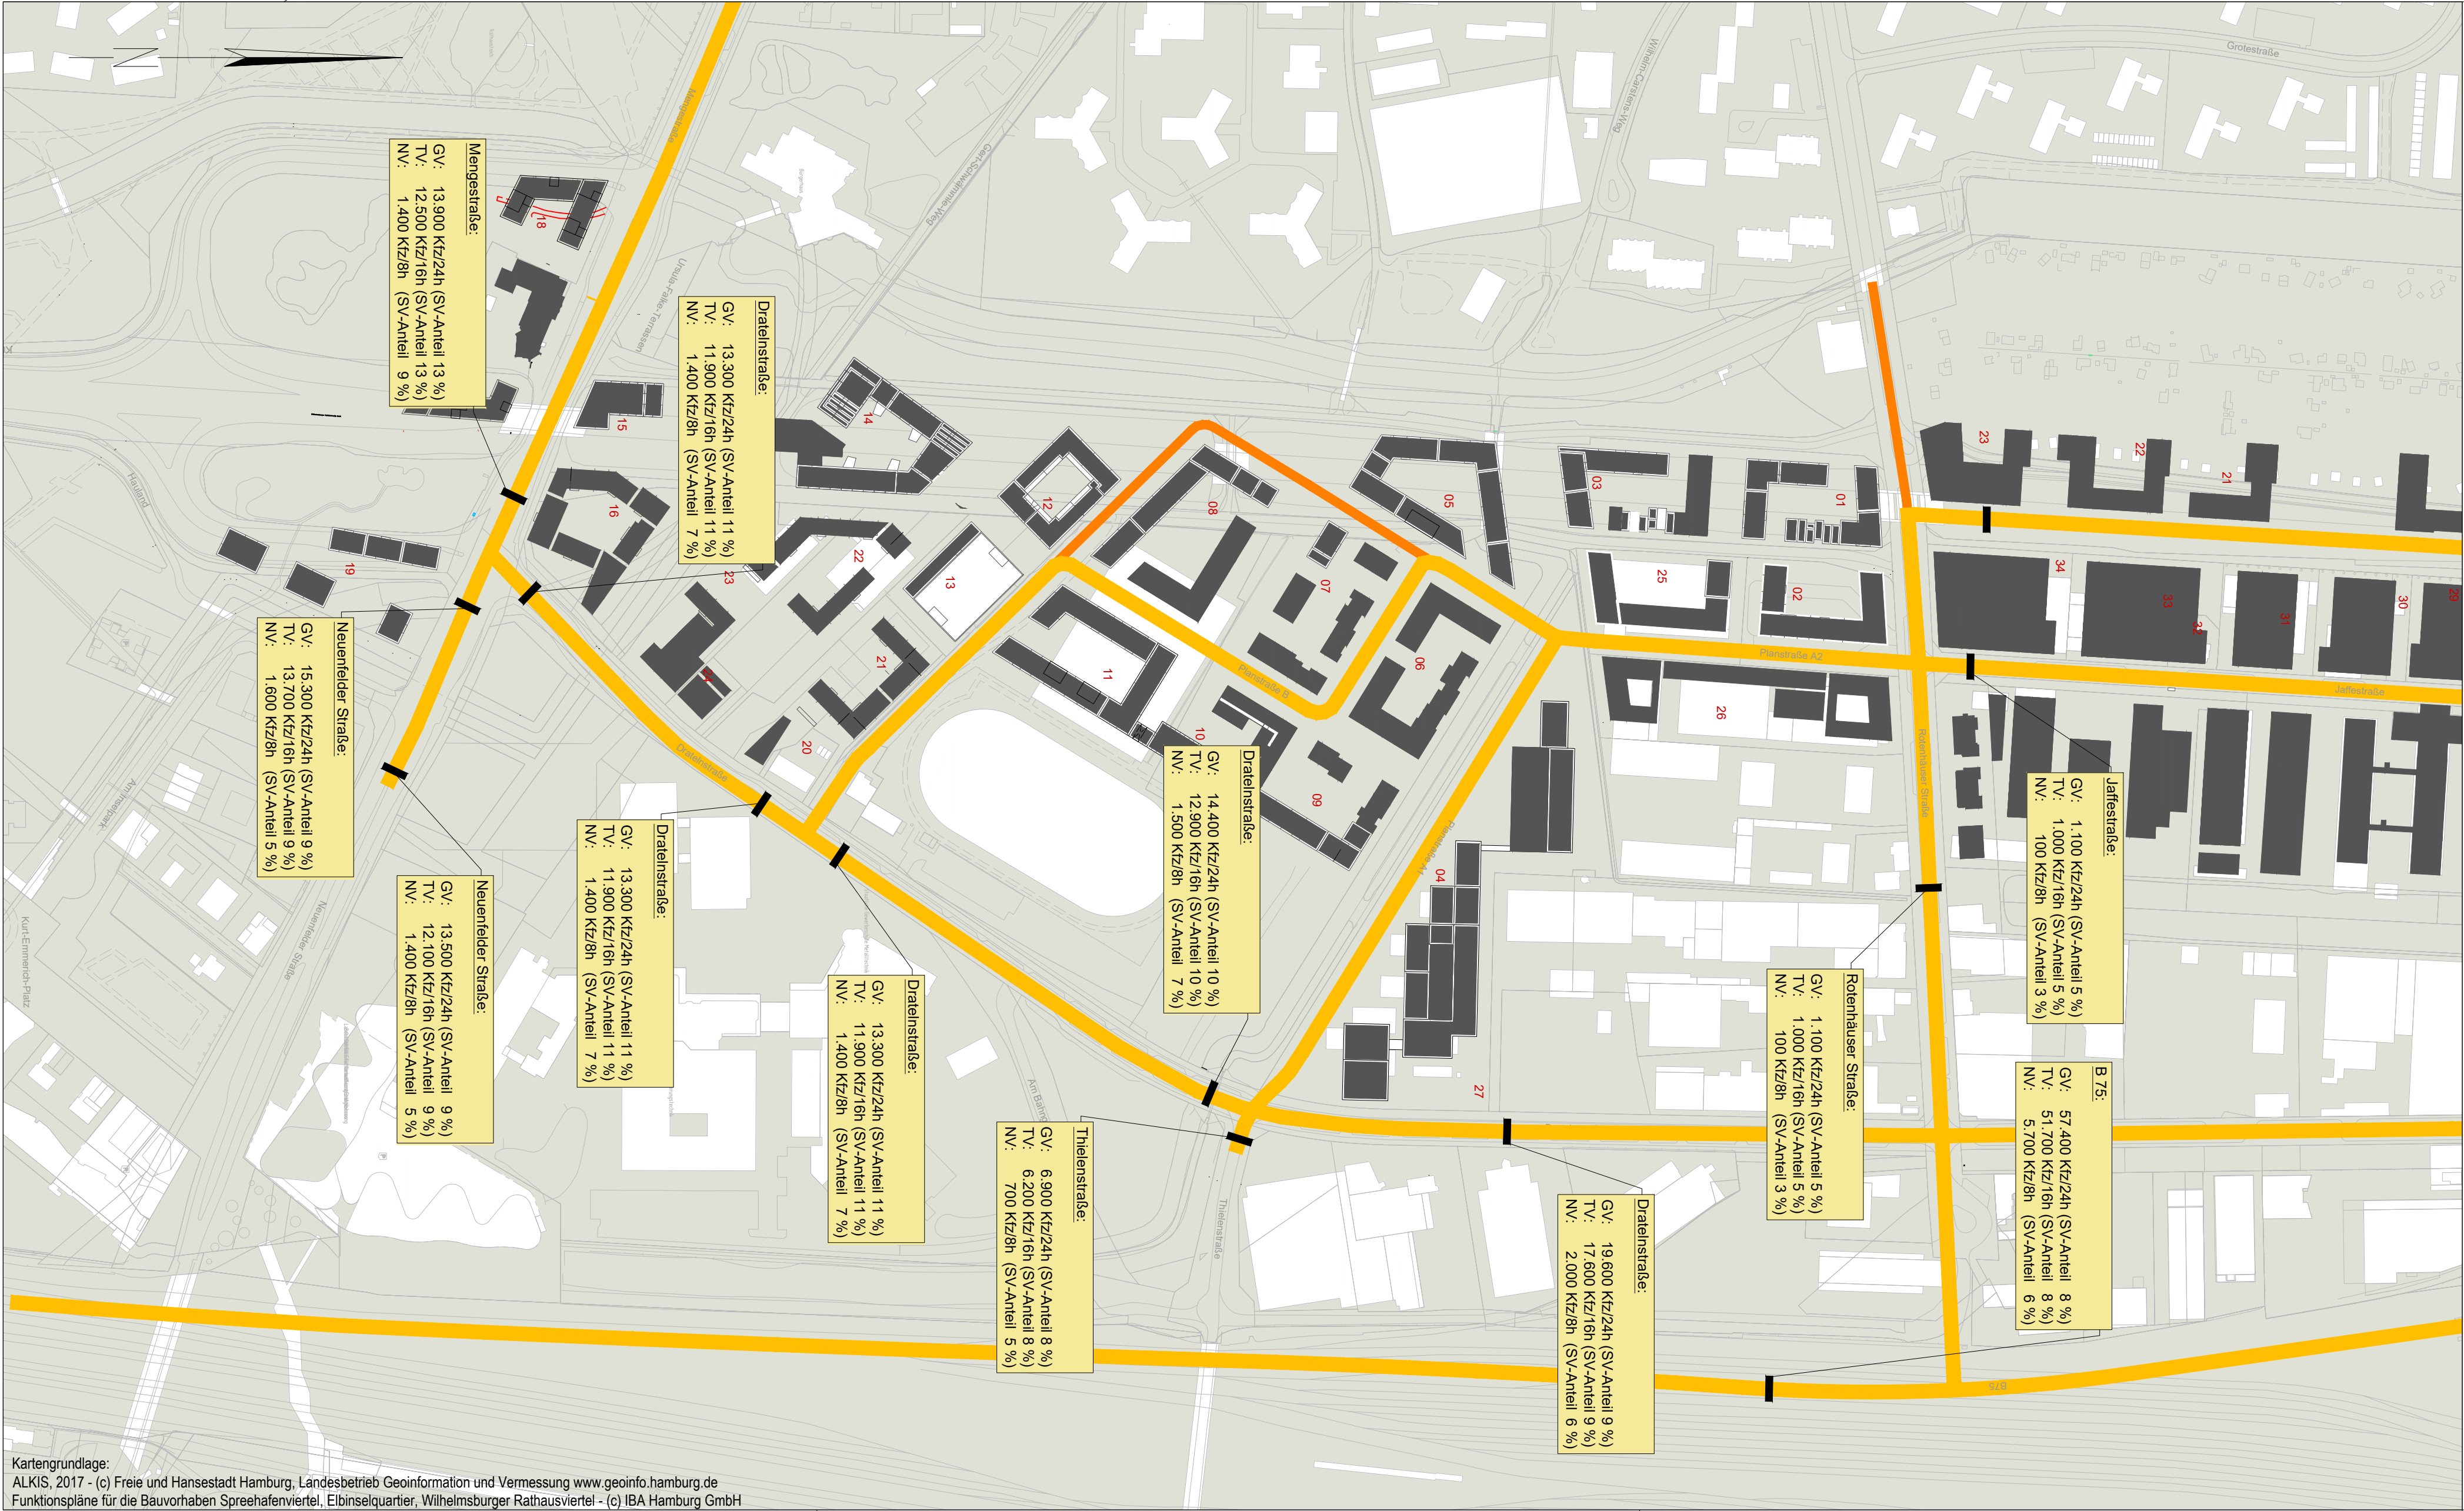 Mengestraße:
GV: 13.900 Kfz/24h (SV-Anteil 13 %)
TV: 12.500 Kfz/16h (SV-Anteil 13 %)
NV: 1.400 Kfz/8h (SV-Anteil 9 %)
Dratelnstraße:
GV: 13.300 Kfz/24h (SV-Anteil 11 %)
TV: 11.900 Kfz/16h (SV-Anteil 11 %)
NV: 1.400 Kfz/8h (SV-Anteil 7 %)
Neuenfelder Straße:
GV: 15.300 Kfz/24h (SV-Anteil 9 %)
TV: 13.700 Kfz/16h (SV-Anteil 9 %)
NV: 1.600 Kfz/8h (SV-Anteil 5 %)
Neuenfelder Straße:
GV: 13.500 Kfz/24h (SV-Anteil 9 %)
TV: 12.100 Kfz/16h (SV-Anteil 9 %)
NV: 1.400 Kfz/8h (SV-Anteil 5 %)
Dratelnstraße:
GV: 13.300 Kfz/24h (SV-Anteil 11 %)
TV: 11.900 Kfz/16h (SV-Anteil 11 %)
NV: 1.400 Kfz/8h (SV-Anteil 7 %)
Dratelnstraße:
GV: 13.300 Kfz/24h (SV-Anteil 11 %)
TV: 11.900 Kfz/16h (SV-Anteil 11 %)
NV: 1.400 Kfz/8h (SV-Anteil 7 %)
Dratelnstraße:
GV: 14.400 Kfz/24h (SV-Anteil 10 %)
TV: 12.900 Kfz/16h (SV-Anteil 10 %)
NV: 1.500 Kfz/8h (SV-Anteil 7 %)
Thielenstraße:
GV: 6.900 Kfz/24h (SV-Anteil 8 %)
TV: 6.200 Kfz/16h (SV-Anteil 8 %)
NV: 700 Kfz/8h (SV-Anteil 5 %)
Dratelnstraße:
GV: 19.600 Kfz/24h (SV-Anteil 9 %)
TV: 17.600 Kfz/16h (SV-Anteil 9 %)
NV: 2.000 Kfz/8h (SV-Anteil 6 %)
Rotenhäuser Straße:
GV: 1.100 Kfz/24h (SV-Anteil 5 %)
TV: 1.000 Kfz/16h (SV-Anteil 5 %)
NV: 100 Kfz/8h (SV-Anteil 3 %)
Jaffestraße:
GV: 1.100 Kfz/24h (SV-Anteil 5 %)
TV: 1.000 Kfz/16h (SV-Anteil 5 %)
NV: 100 Kfz/8h (SV-Anteil 3 %)
B 75:
GV: 57.400 Kfz/24h (SV-Anteil 8 %)
TV: 51.700 Kfz/16h (SV-Anteil 8 %)
NV: 5.700 Kfz/8h (SV-Anteil 6 %)
N
Mengestraße
Gert-Schwämmle-Weg
Wilhelm-Carstens-Weg
Grotestraße
Ursula-Falke-Terrassen
Bürgerhaus
Hauland
Am Inselpark
Kurt-Emmerich-Platz
Neuenfelder Straße
Dratelnstraße
Planstraße B
Planstraße A1
Planstraße A2
Rotenhäuser Straße
Jaffestraße
Thielenstraße
B75
18
15
14
16
19
12
13
22
23
21
20
08
07
05
06
11
10
09
03
01
02
25
26
04
27
23
22
21
34
33
32
31
30
29
Kartengrundlage:
ALKIS, 2017 - (c) Freie und Hansestadt Hamburg, Landesbetrieb Geoinformation und Vermessung www.geoinfo.hamburg.de
Funktionspläne für die Bauvorhaben Spreehafenviertel, Elbinselquartier, Wilhelmsburger Rathausviertel - (c) IBA Hamburg GmbH